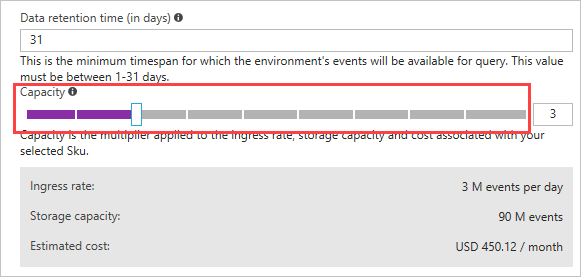 Data retention time (in days)
31
This is the minimum timespan for which the environment's events will be available for query. This value
must be between 1-31 days.
Capacity
3
Capacity is the multiplier applied to the ingress rate, storage capacity and cost associated with your
selected Sku.
Ingress rate: 3 M events per day
Storage capacity: 90 M events
Estimated cost: USD 450.12 / month